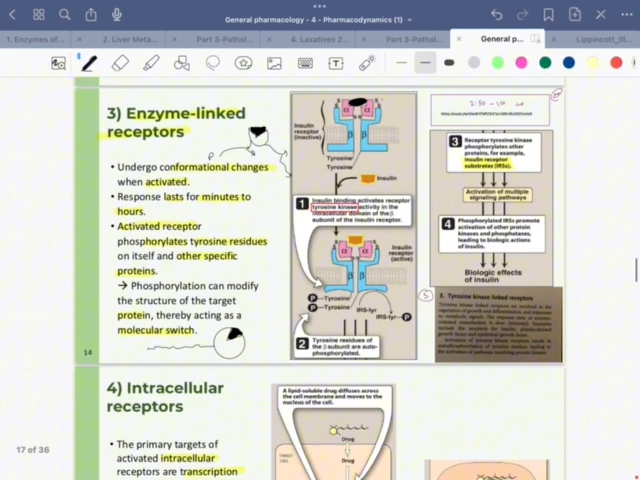 General pharmacology - 4 - Pharmacodynamics (1)
1. Enzymes of...
2. Liver Meta...
Part 3-Pathol...
4. Laxatives 2...
Part 3-Pathol...
General p...
Lippincott_Ill...
3) Enzyme-linked
receptors
• Undergo conformational changes
when activated.
• Response lasts for minutes to
hours.
• Activated receptor
phosphorylates tyrosine residues
on itself and other specific
proteins.
→ Phosphorylation can modify
the structure of the target
protein, thereby acting as a
molecular switch.
14
Insulin
receptor
(inactive)
α
α
β
β
Tyrosine
Tyrosine
Insulin
1
Insulin binding activates receptor
tyrosine kinase activity in the
intracellular domain of the β
subunit of the insulin receptor.
α
α
β
β
Insulin
receptor
(active)
P
Tyrosine
P
Tyrosine
IRS-tyr
IRS-tyr
P
2
Tyrosine residues of
the β subunit are auto-
phosphorylated.
3
Receptor tyrosine kinase
phosphorylates other
proteins, for example,
insulin receptor
substrates (IRSs).
Activation of multiple
signaling pathways
4
Phosphorylated IRSs promote
activation of other protein
kinases and phosphatases,
leading to biologic actions
of insulin.
Biologic effects
of insulin
3. Tyrosine kinase linked receptors
4) Intracellular
receptors
• The primary targets of
activated intracellular
receptors are transcription
A lipid-soluble drug diffuses across
the cell membrane and moves to the
nucleus of the cell.
Drug
Drug
TARGET
CELL
17 of 36